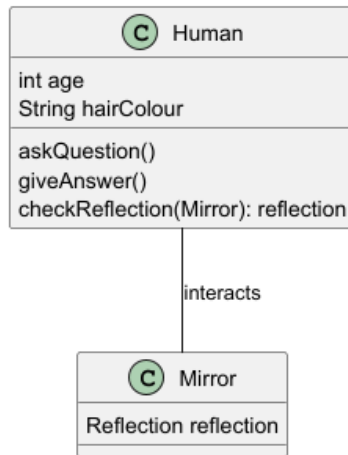 C Human
int age
String hairColour
askQuestion()
giveAnswer()
checkReflection(Mirror): reflection
interacts
C Mirror
Reflection reflection